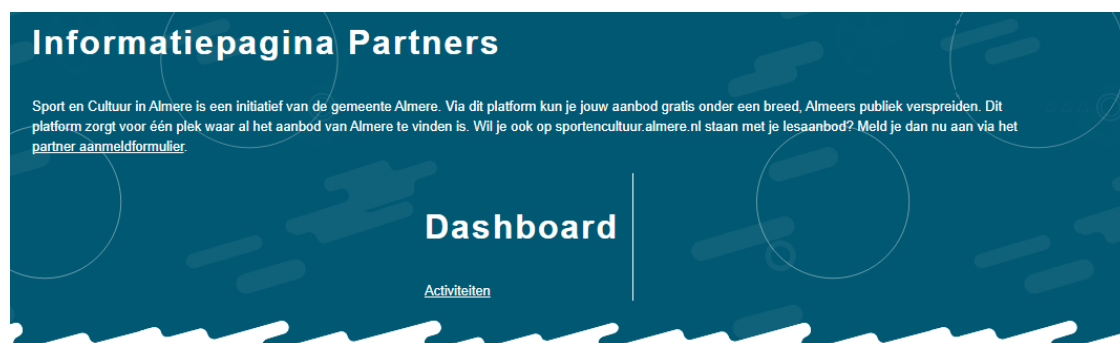 Informatiepagina Partners
Sport en Cultuur in Almere is een initiatief van de gemeente Almere. Via dit platform kun je jouw aanbod gratis onder een breed, Almeers publiek verspreiden. Dit
platform zorgt voor één plek waar al het aanbod van Almere te vinden is. Wil je ook op sportencultuur.almere.nl staan met je lesaanbod? Meld je dan nu aan via het
partner aanmeldformulier.
Dashboard
Activiteiten